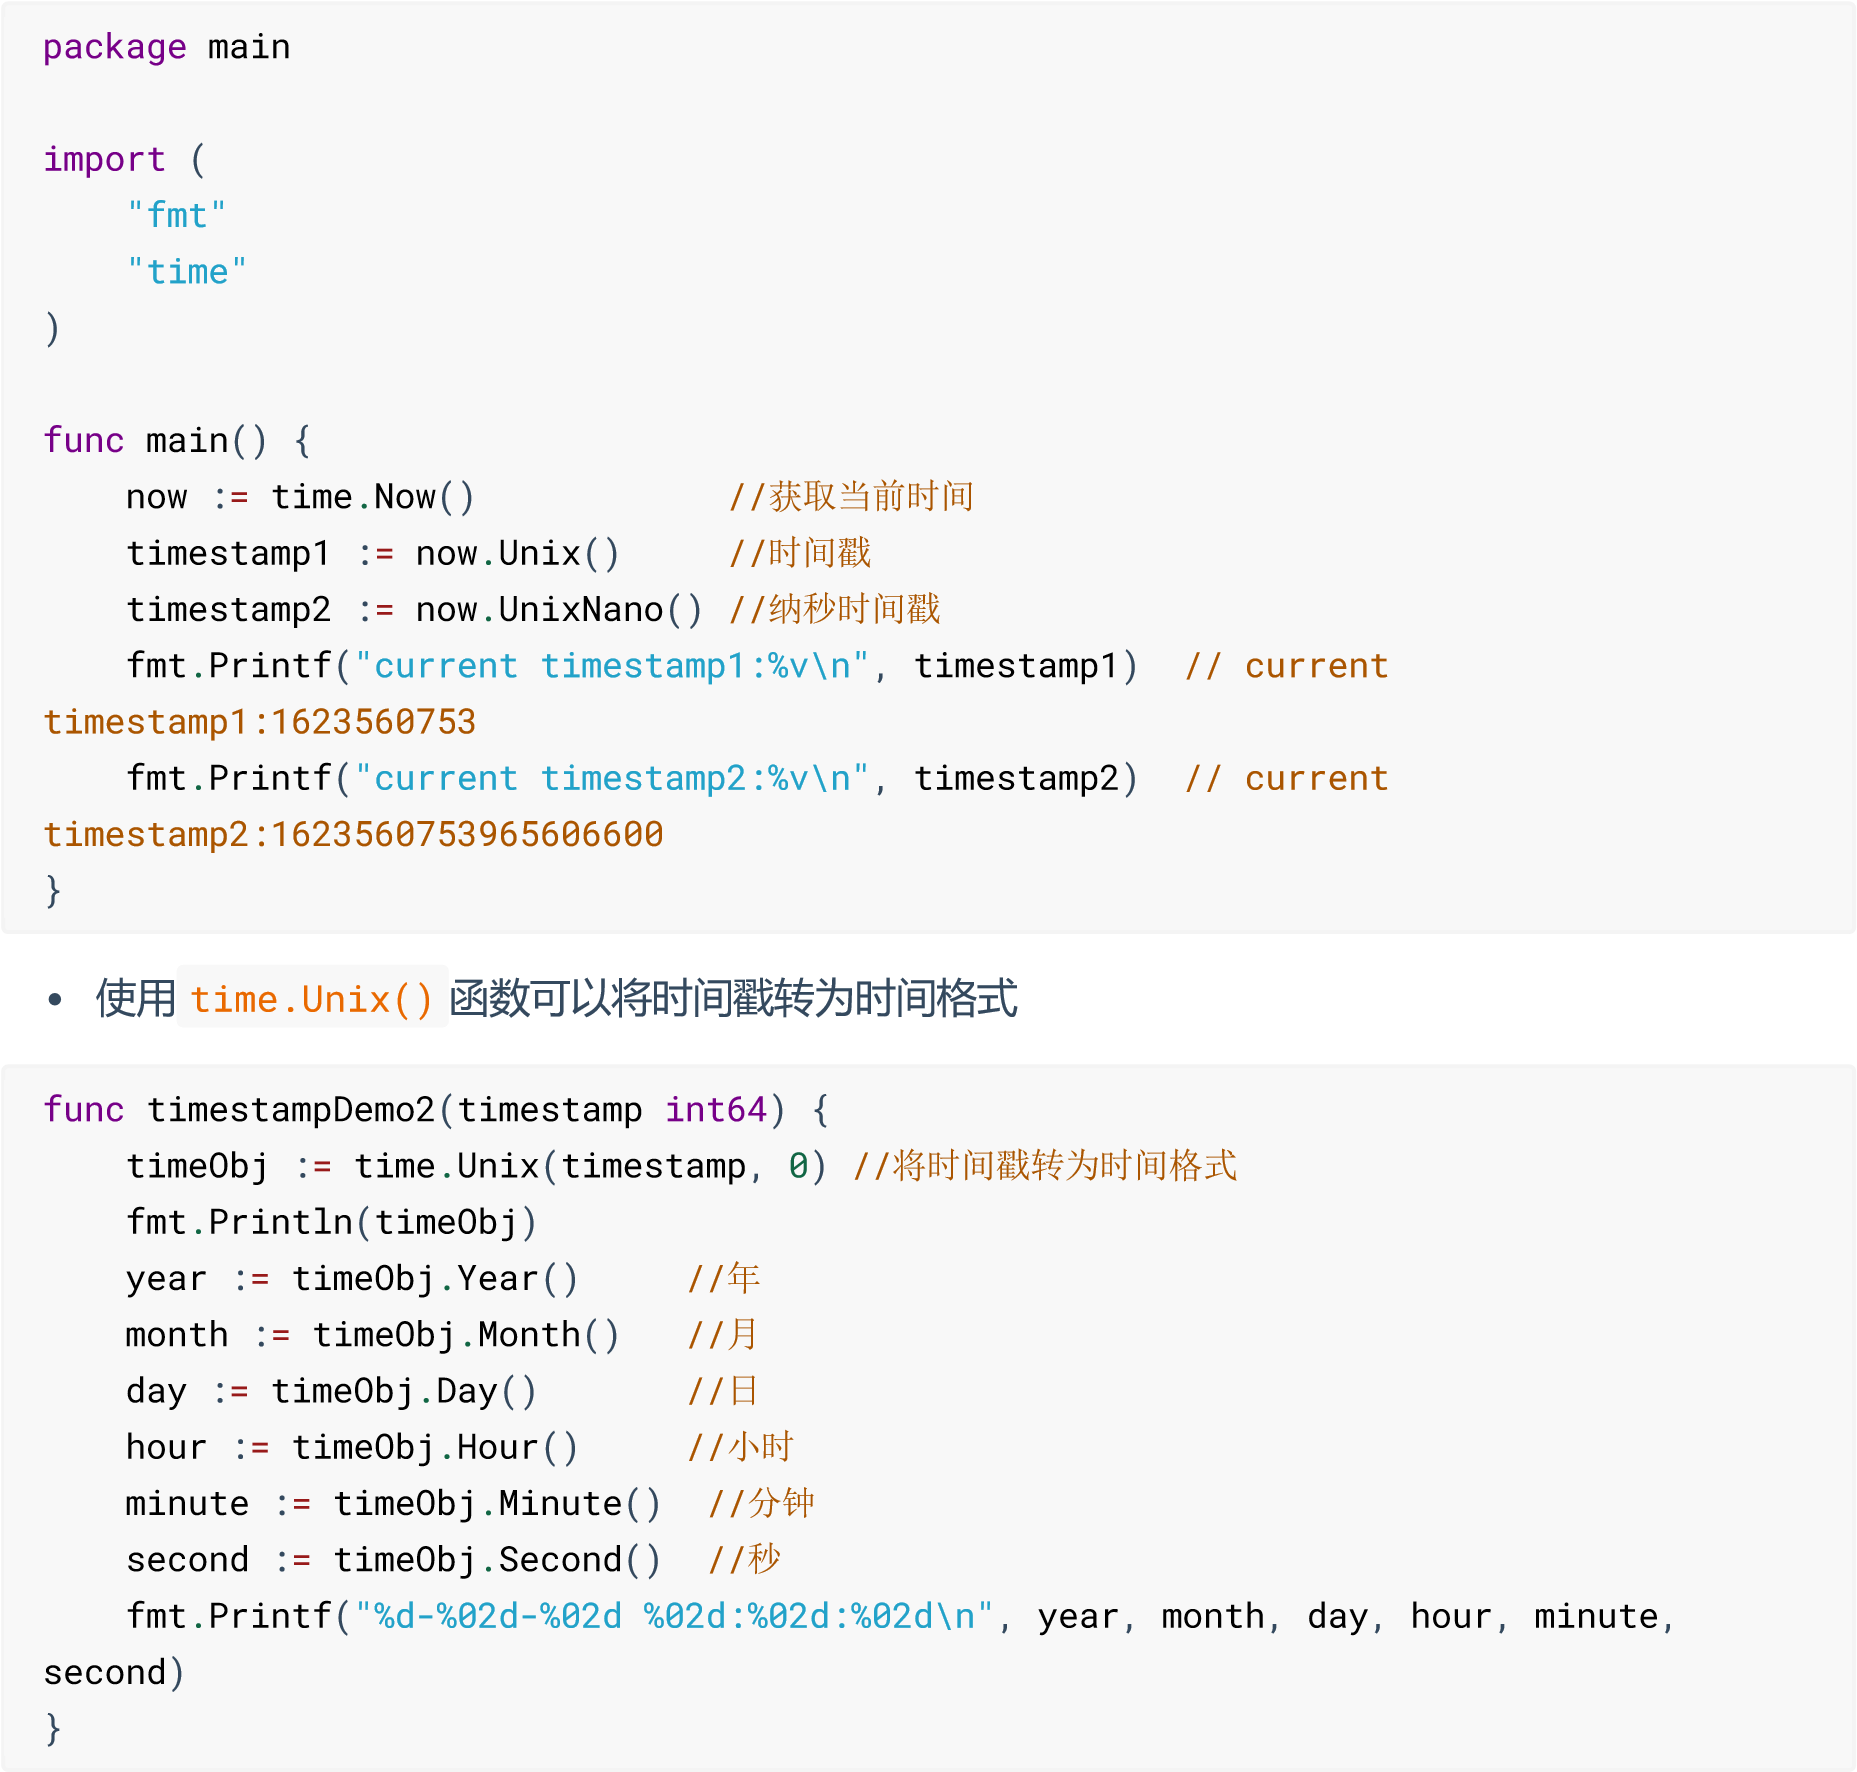 package main

import (
    "fmt"
    "time"
)

func main() {
    now := time.Now()            //获取当前时间
    timestamp1 := now.Unix()     //时间戳
    timestamp2 := now.UnixNano() //纳秒时间戳
    fmt.Printf("current timestamp1:%v\n", timestamp1)  // current
timestamp1:1623560753
    fmt.Printf("current timestamp2:%v\n", timestamp2)  // current
timestamp2:1623560753965606600
}
• 使用 time.Unix() 函数可以将时间戳转为时间格式
func timestampDemo2(timestamp int64) {
    timeObj := time.Unix(timestamp, 0) //将时间戳转为时间格式
    fmt.Println(timeObj)
    year := timeObj.Year()     //年
    month := timeObj.Month()   //月
    day := timeObj.Day()       //日
    hour := timeObj.Hour()     //小时
    minute := timeObj.Minute()  //分钟
    second := timeObj.Second()  //秒
    fmt.Printf("%d-%02d-%02d %02d:%02d:%02d\n", year, month, day, hour, minute,
second)
}